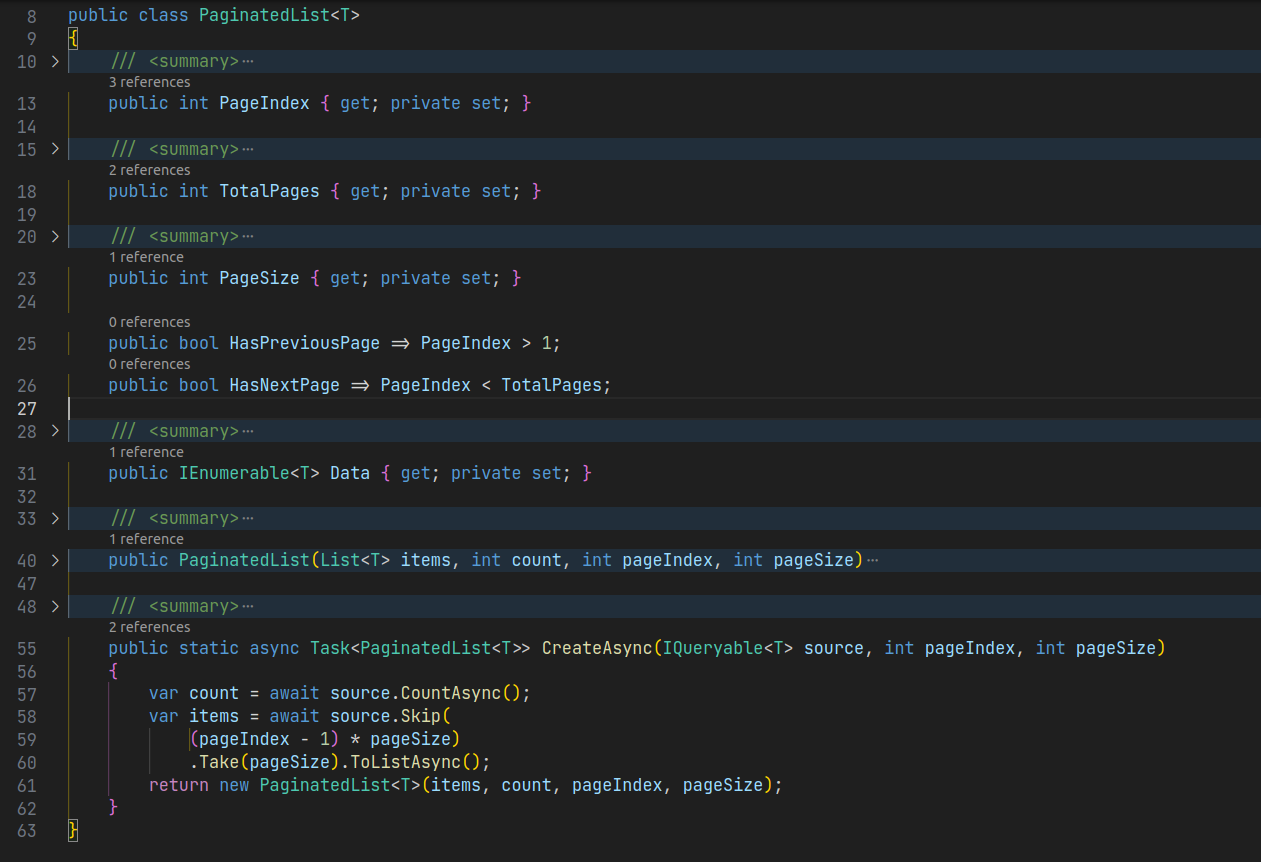 8 public class PaginatedList<T>
9 {
10 > /// <summary>···
3 references
13 public int PageIndex { get; private set; }
14
15 > /// <summary>···
2 references
18 public int TotalPages { get; private set; }
19
20 > /// <summary>···
1 reference
23 public int PageSize { get; private set; }
24
0 references
25 public bool HasPreviousPage => PageIndex > 1;
0 references
26 public bool HasNextPage => PageIndex < TotalPages;
27
28 > /// <summary>···
1 reference
31 public IEnumerable<T> Data { get; private set; }
32
33 > /// <summary>···
1 reference
40 > public PaginatedList(List<T> items, int count, int pageIndex, int pageSize)···
47
48 > /// <summary>···
2 references
55 public static async Task<PaginatedList<T>> CreateAsync(IQueryable<T> source, int pageIndex, int pageSize)
56 {
57 var count = await source.CountAsync();
58 var items = await source.Skip(
59 (pageIndex - 1) * pageSize)
60 .Take(pageSize).ToListAsync();
61 return new PaginatedList<T>(items, count, pageIndex, pageSize);
62 }
63 }